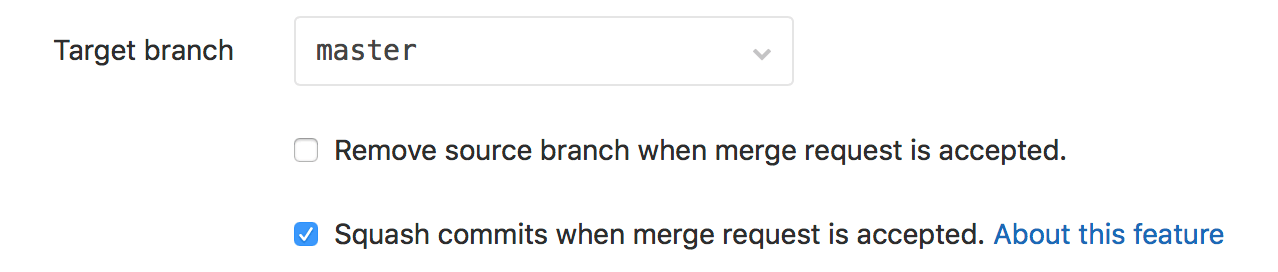 Target branch master
Remove source branch when merge request is accepted.
Squash commits when merge request is accepted. About this feature